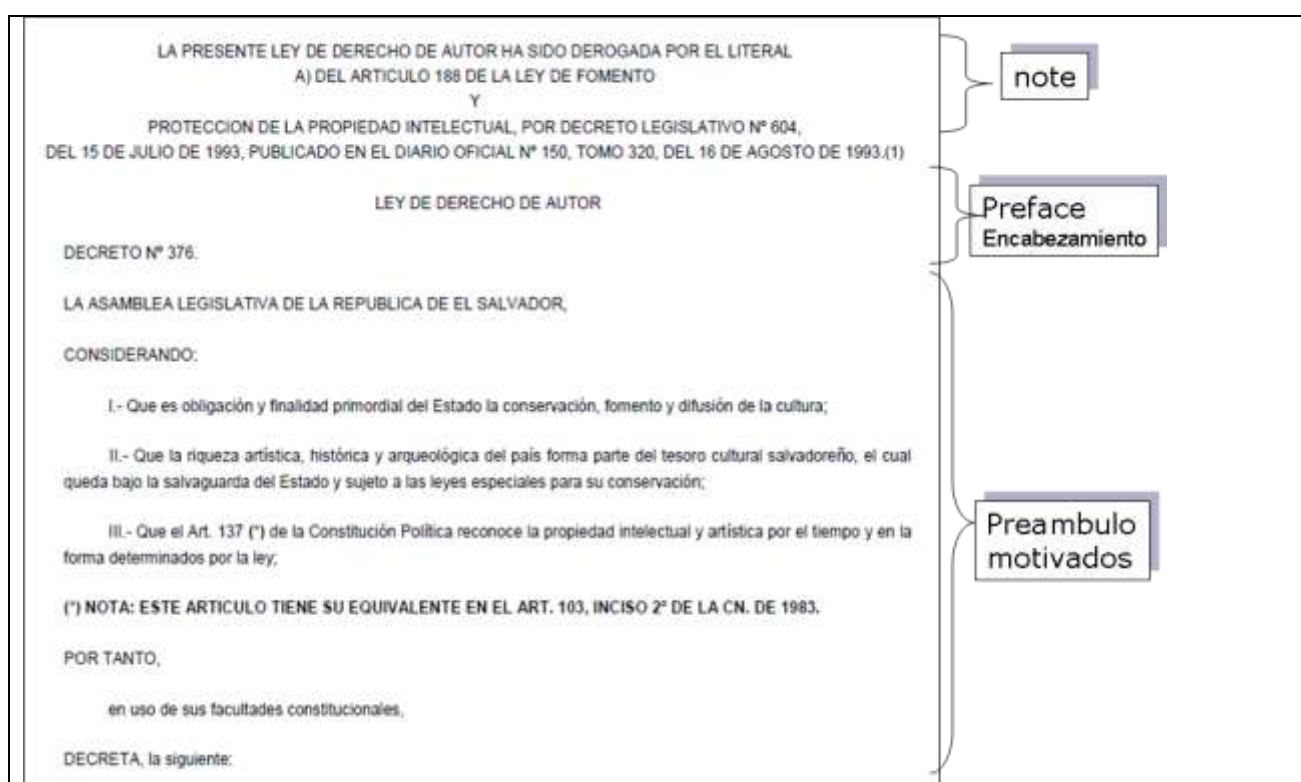 LA PRESENTE LEY DE DERECHO DE AUTOR HA SIDO DEROGADA POR EL LITERAL
A) DEL ARTICULO 188 DE LA LEY DE FOMENTO
Y
PROTECCION DE LA PROPIEDAD INTELECTUAL, POR DECRETO LEGISLATIVO Nº 604,
DEL 15 DE JULIO DE 1993, PUBLICADO EN EL DIARIO OFICIAL Nº 150, TOMO 320, DEL 16 DE AGOSTO DE 1993.(1)
note
LEY DE DERECHO DE AUTOR
DECRETO Nº 376.
Preface
Encabezamiento
LA ASAMBLEA LEGISLATIVA DE LA REPUBLICA DE EL SALVADOR,
CONSIDERANDO:
I.- Que es obligación y finalidad primordial del Estado la conservación, fomento y difusión de la cultura;
II.- Que la riqueza artística, histórica y arqueológica del país forma parte del tesoro cultural salvadoreño, el cual
queda bajo la salvaguarda del Estado y sujeto a las leyes especiales para su conservación;
III.- Que el Art. 137 (*) de la Constitución Política reconoce la propiedad intelectual y artística por el tiempo y en la
forma determinados por la ley;
(*) NOTA: ESTE ARTICULO TIENE SU EQUIVALENTE EN EL ART. 103, INCISO 2º DE LA CN. DE 1983.
POR TANTO,
en uso de sus facultades constitucionales,
DECRETA, la siguiente:
Preambulo
motivados